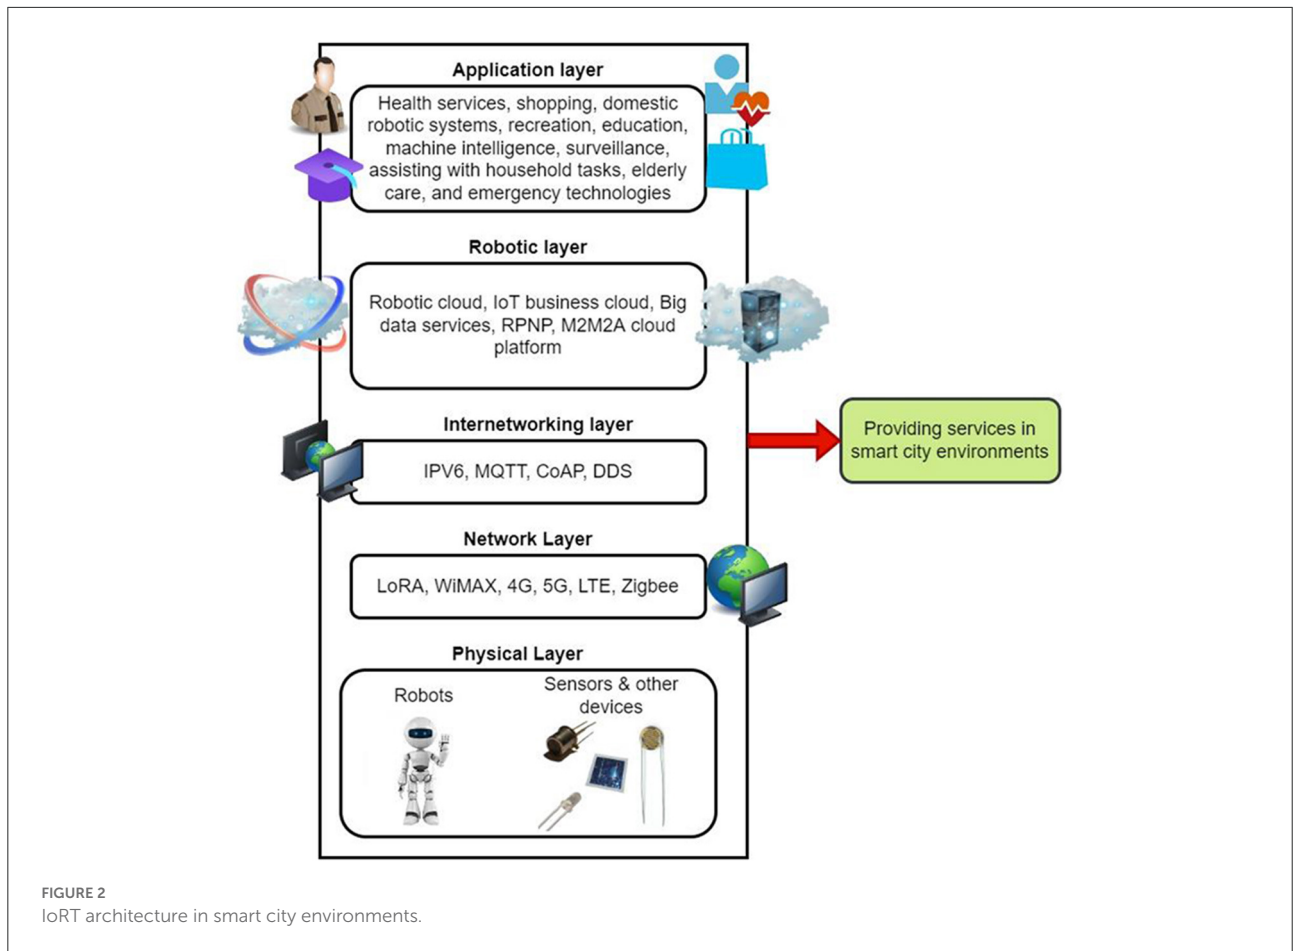 Application layer
Health services, shopping, domestic
robotic systems, recreation, education,
machine intelligence, surveillance,
assisting with household tasks, elderly
care, and emergency technologies
Robotic layer
Robotic cloud, IoT business cloud, Big
data services, RPNP, M2M2A cloud
platform
Internetworking layer
IPV6, MQTT, CoAP, DDS
Providing services in
smart city environments
Network Layer
LoRA, WiMAX, 4G, 5G, LTE, Zigbee
Physical Layer
Robots
Sensors & other
devices
FIGURE 2
IoRT architecture in smart city environments.